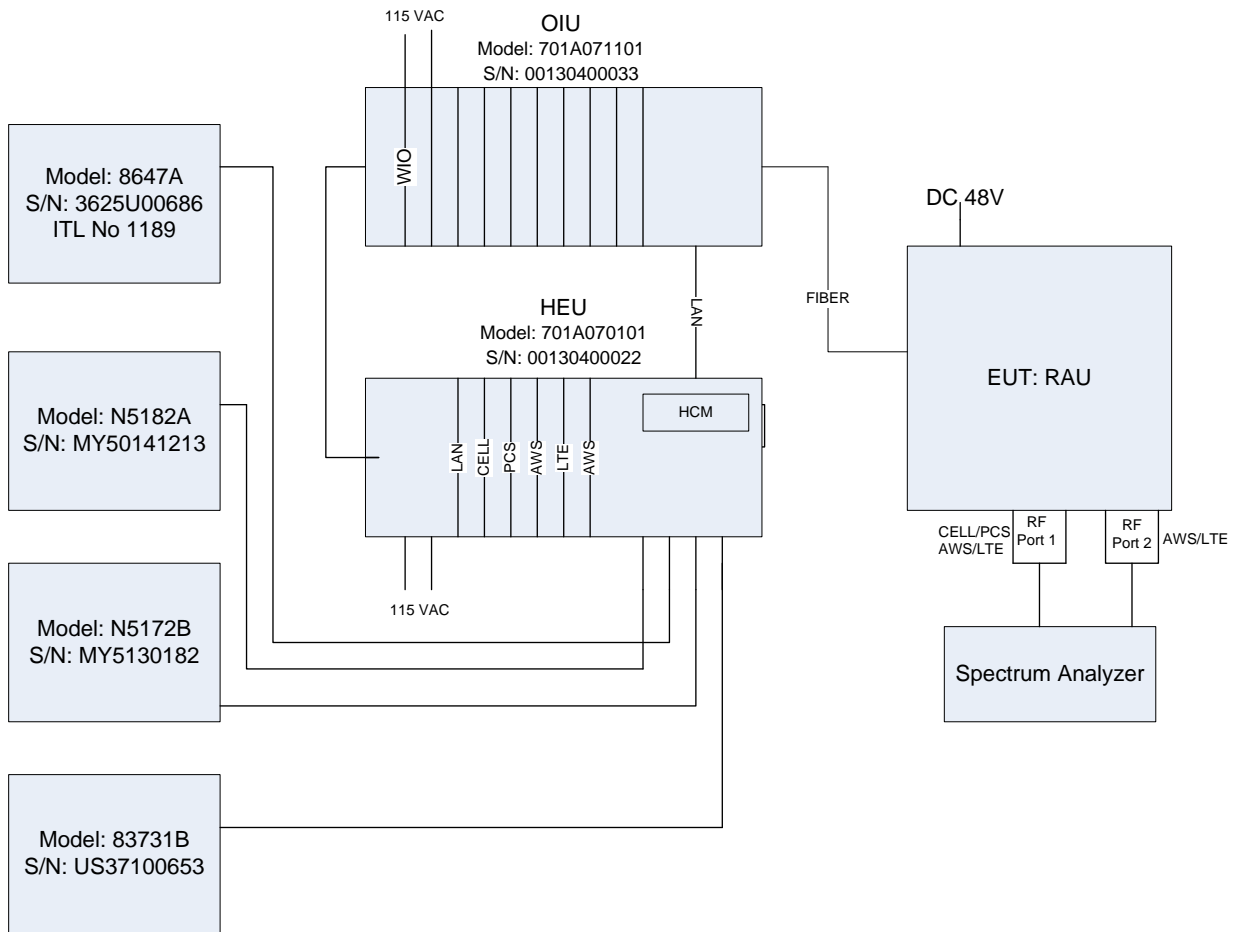 115 VAC
OIU
Model: 701A071101
S/N: 00130400033
WIO
Model: 8647A
S/N: 3625U00686
ITL No 1189
DC 48V
FIBER
LAN
HEU
Model: 701A070101
S/N: 00130400022
EUT: RAU
Model: N5182A
S/N: MY50141213
HCM
LAN
CELL
PCS
AWS
LTE
AWS
CELL/PCS
AWS/LTE
RF
Port 1
RF
Port 2
AWS/LTE
115 VAC
Model: N5172B
S/N: MY5130182
Spectrum Analyzer
Model: 83731B
S/N: US37100653